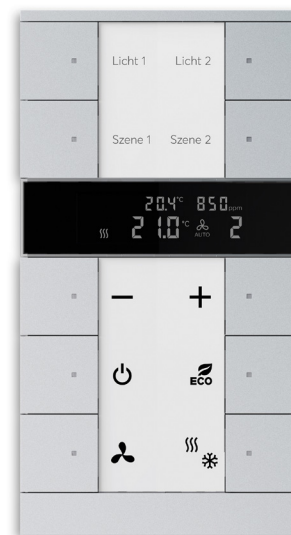 Licht 1 Licht 2
Szene 1 Szene 2
20.4°C 850ppm
21.0°C AUTO 2
− +
ECO